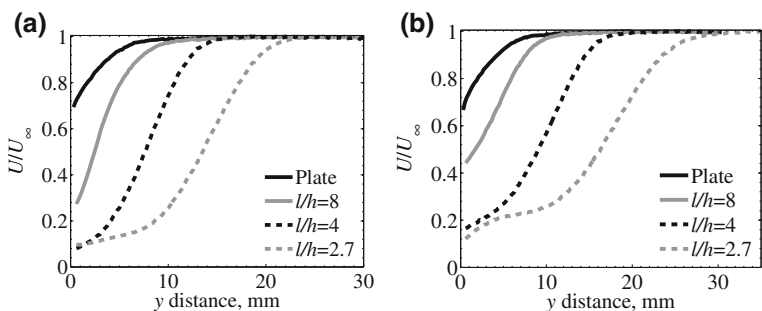 (a)
1
0.8
0.6
0.4
0.2
0
U/U∞
Plate
l/h=8
l/h=4
l/h=2.7
0 10 20 30
y distance, mm
(b)
1
0.8
0.6
0.4
0.2
0
U/U∞
Plate
l/h=8
l/h=4
l/h=2.7
0 10 20 30
y distance, mm